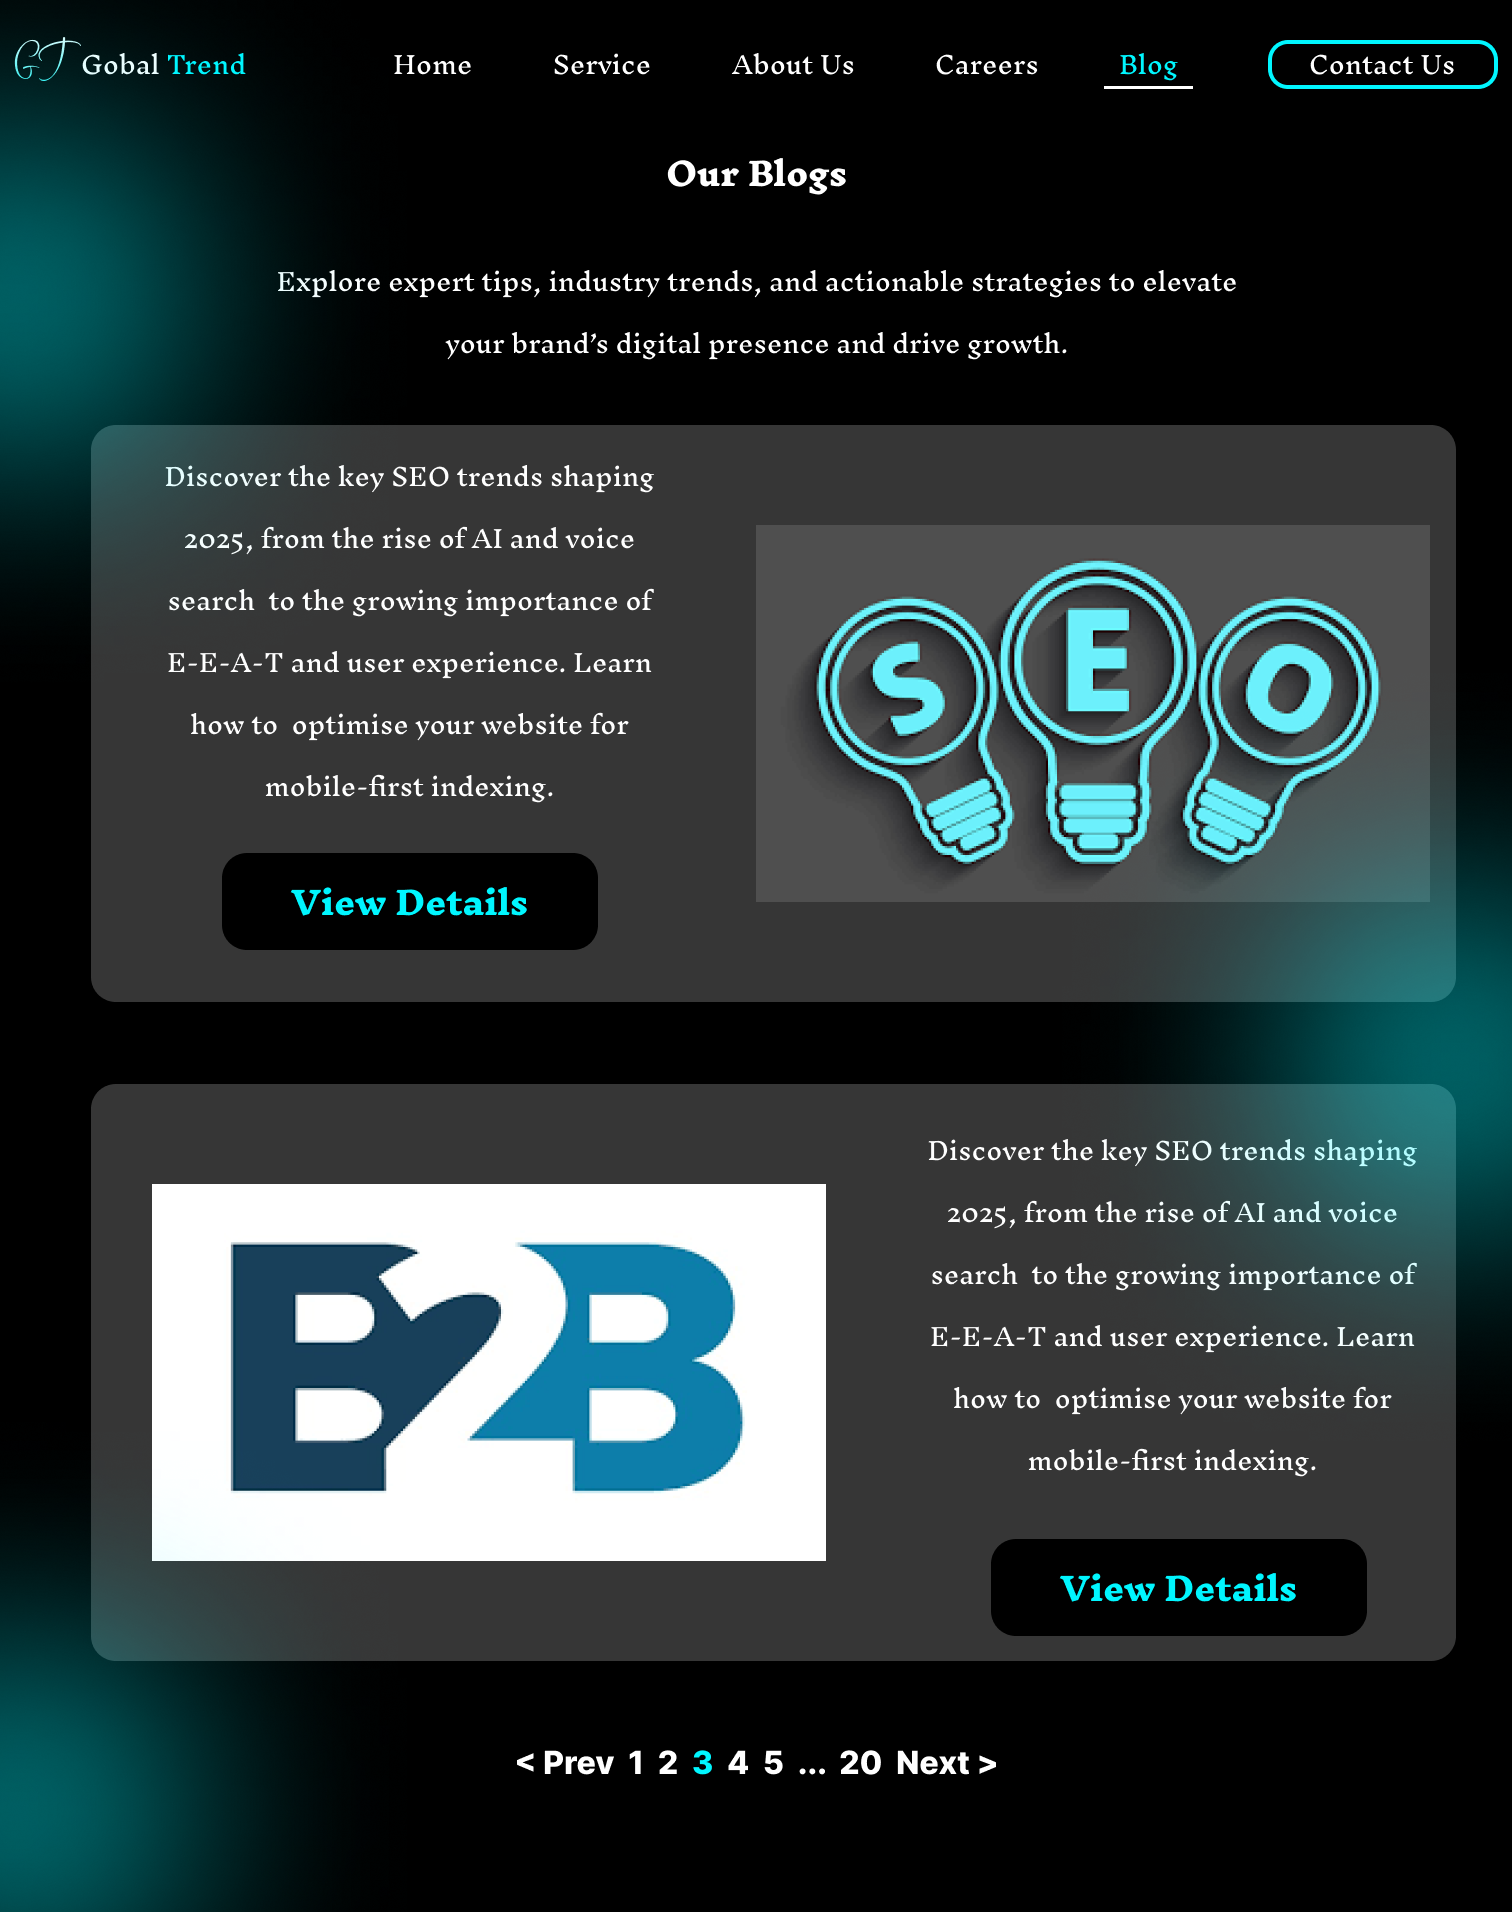 GT Gobal Trend Home Service About Us Careers Blog Contact Us
Our Blogs
Explore expert tips, industry trends, and actionable strategies to elevate
your brand’s digital presence and drive growth.
Discover the key SEO trends shaping
2025, from the rise of AI and voice
search  to the growing importance of
E-E-A-T and user experience. Learn
how to  optimise your website for
mobile-first indexing.
View Details
SEO
B2B
Discover the key SEO trends shaping
2025, from the rise of AI and voice
search  to the growing importance of
E-E-A-T and user experience. Learn
how to  optimise your website for
mobile-first indexing.
View Details
< Prev 1 2 3 4 5 ... 20 Next >